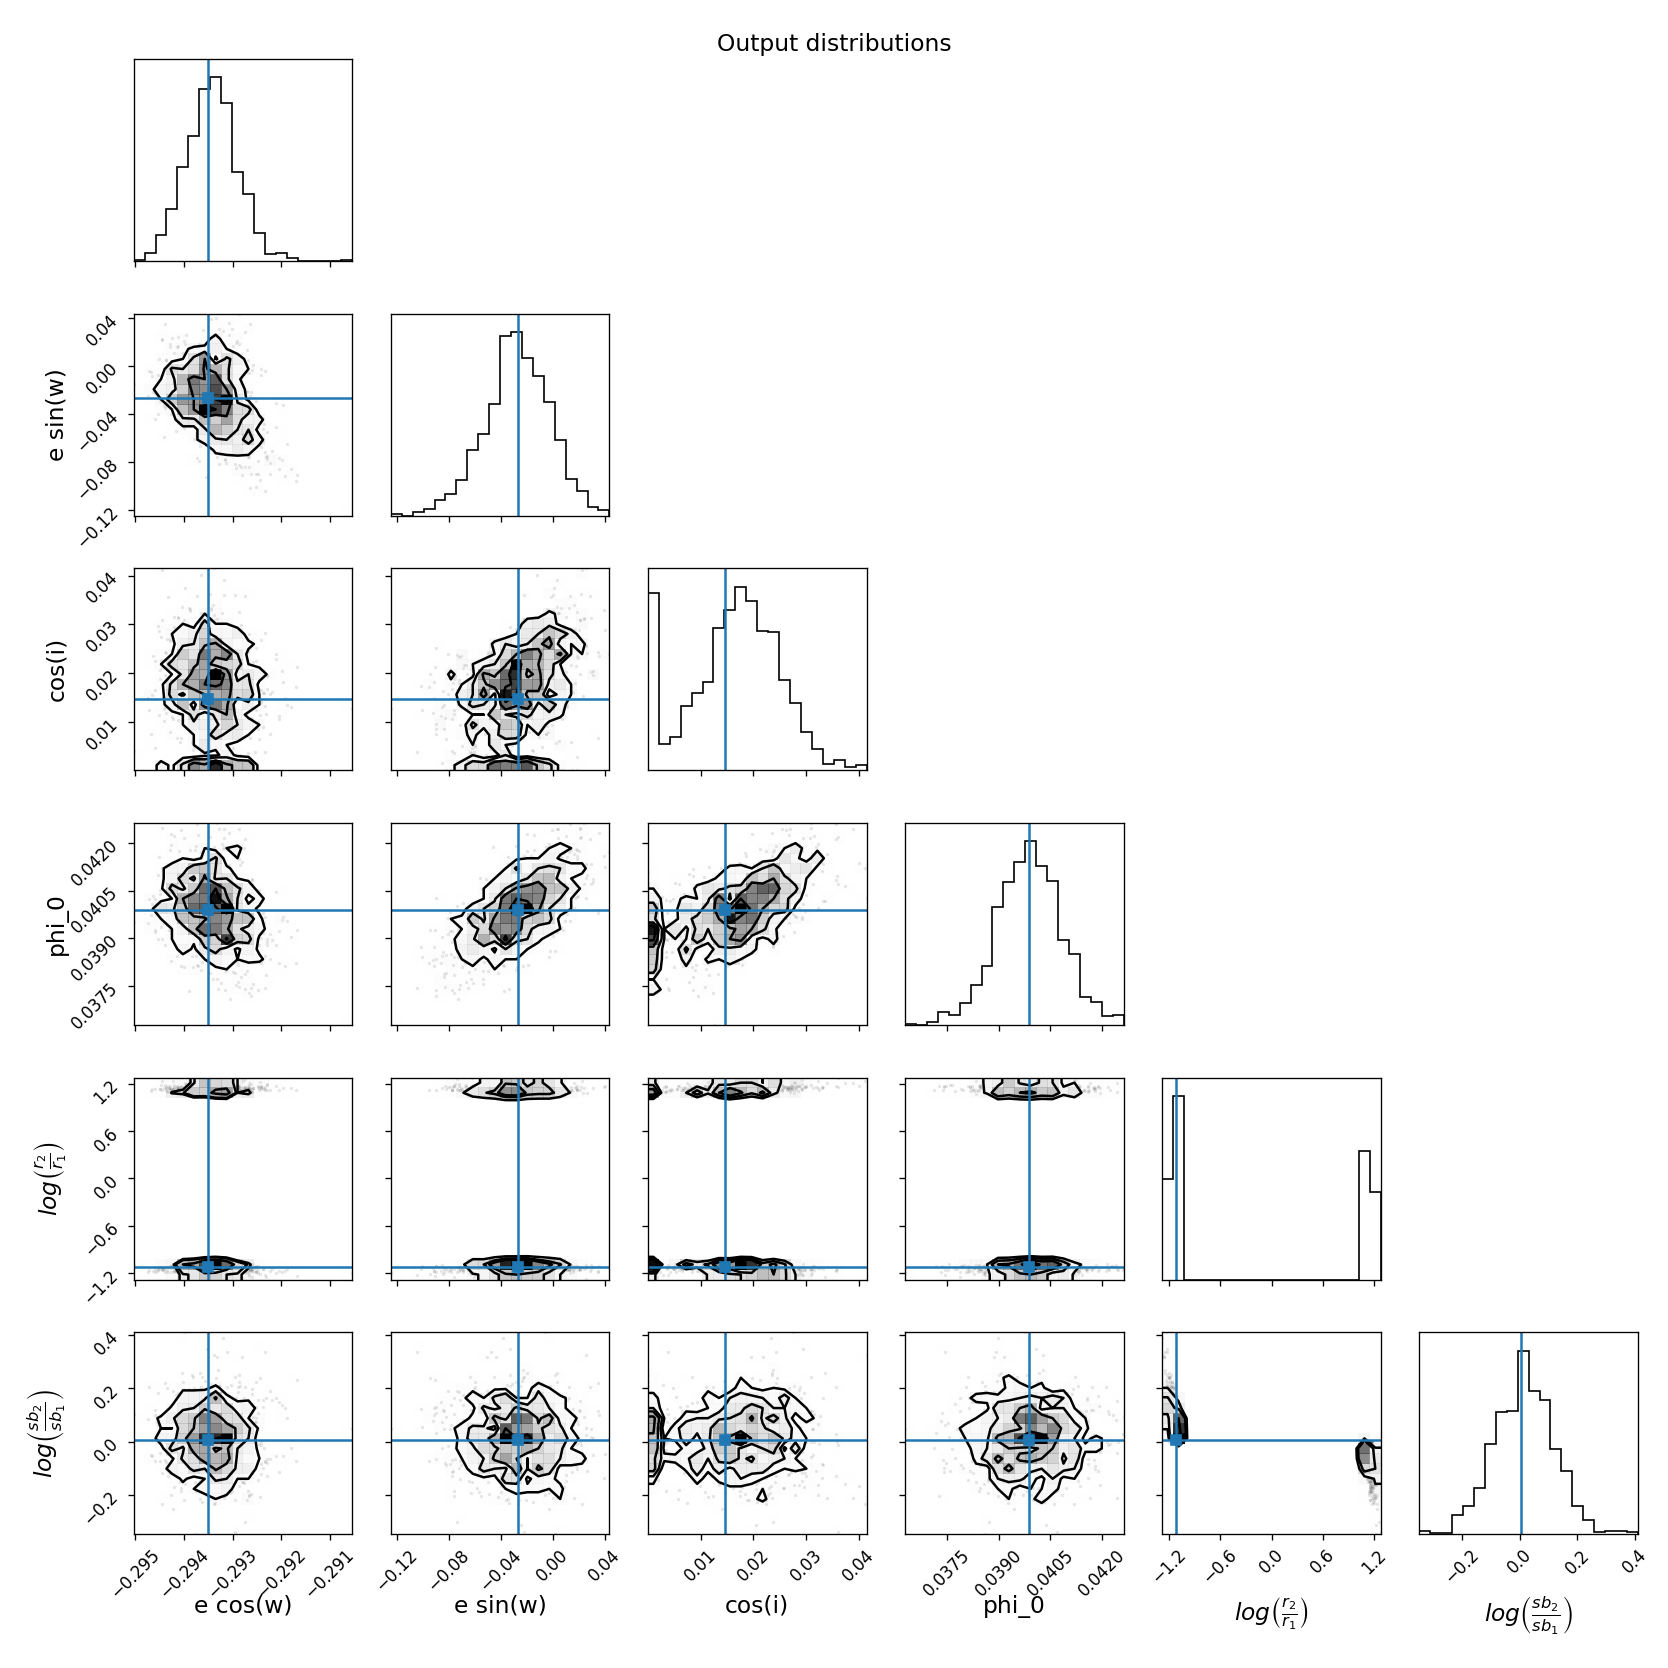 Output distributions
e sin(w)
0.04
0.00
−0.04
−0.08
−0.12
cos(i)
0.04
0.03
0.02
0.01
phi_0
0.0420
0.0405
0.0390
0.0375
log(r₂/r₁)
1.2
0.6
0.0
−0.6
−1.2
log(sb₂/sb₁)
0.4
0.2
0.0
−0.2
−0.295 −0.294 −0.293 −0.292 −0.291
e cos(w)
−0.12 −0.08 −0.04 0.00 0.04
e sin(w)
0.01 0.02 0.03 0.04
cos(i)
0.0375 0.0390 0.0405 0.0420
phi_0
−1.2 −0.6 0.0 0.6 1.2
log(r₂/r₁)
−0.2 0.0 0.2 0.4
log(sb₂/sb₁)